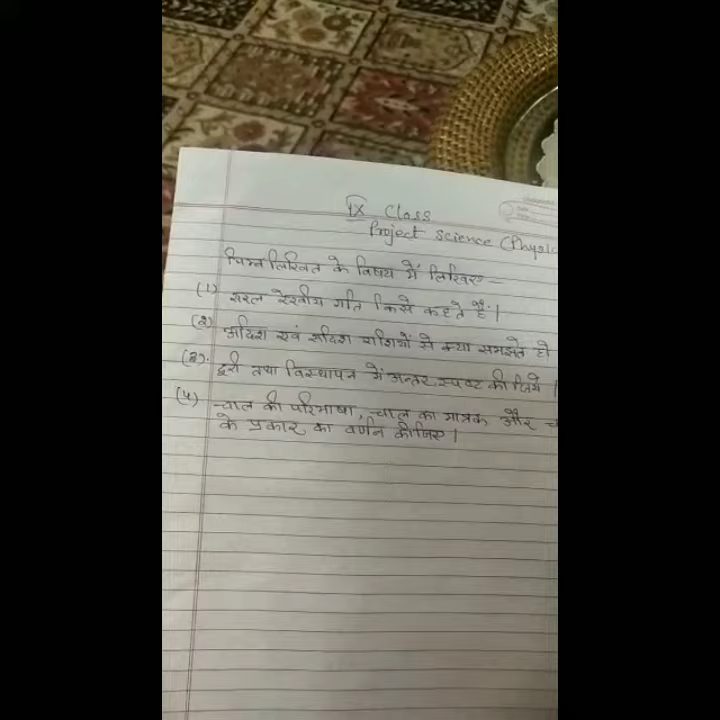 IX Class
Project Science (Physic
निम्न लिखित के विषय में लिखिए –
(1) सरल रेखीय गति किसे कहते हैं।
(2) अदिश एवं सदिश राशियों से क्या समझते हो
(3). दूरी तथा विस्थापन में अन्तर स्पष्ट कीजिये।
(4) चाल की परिभाषा, चाल का मात्रक और च
के प्रकार का वर्णन कीजिए।